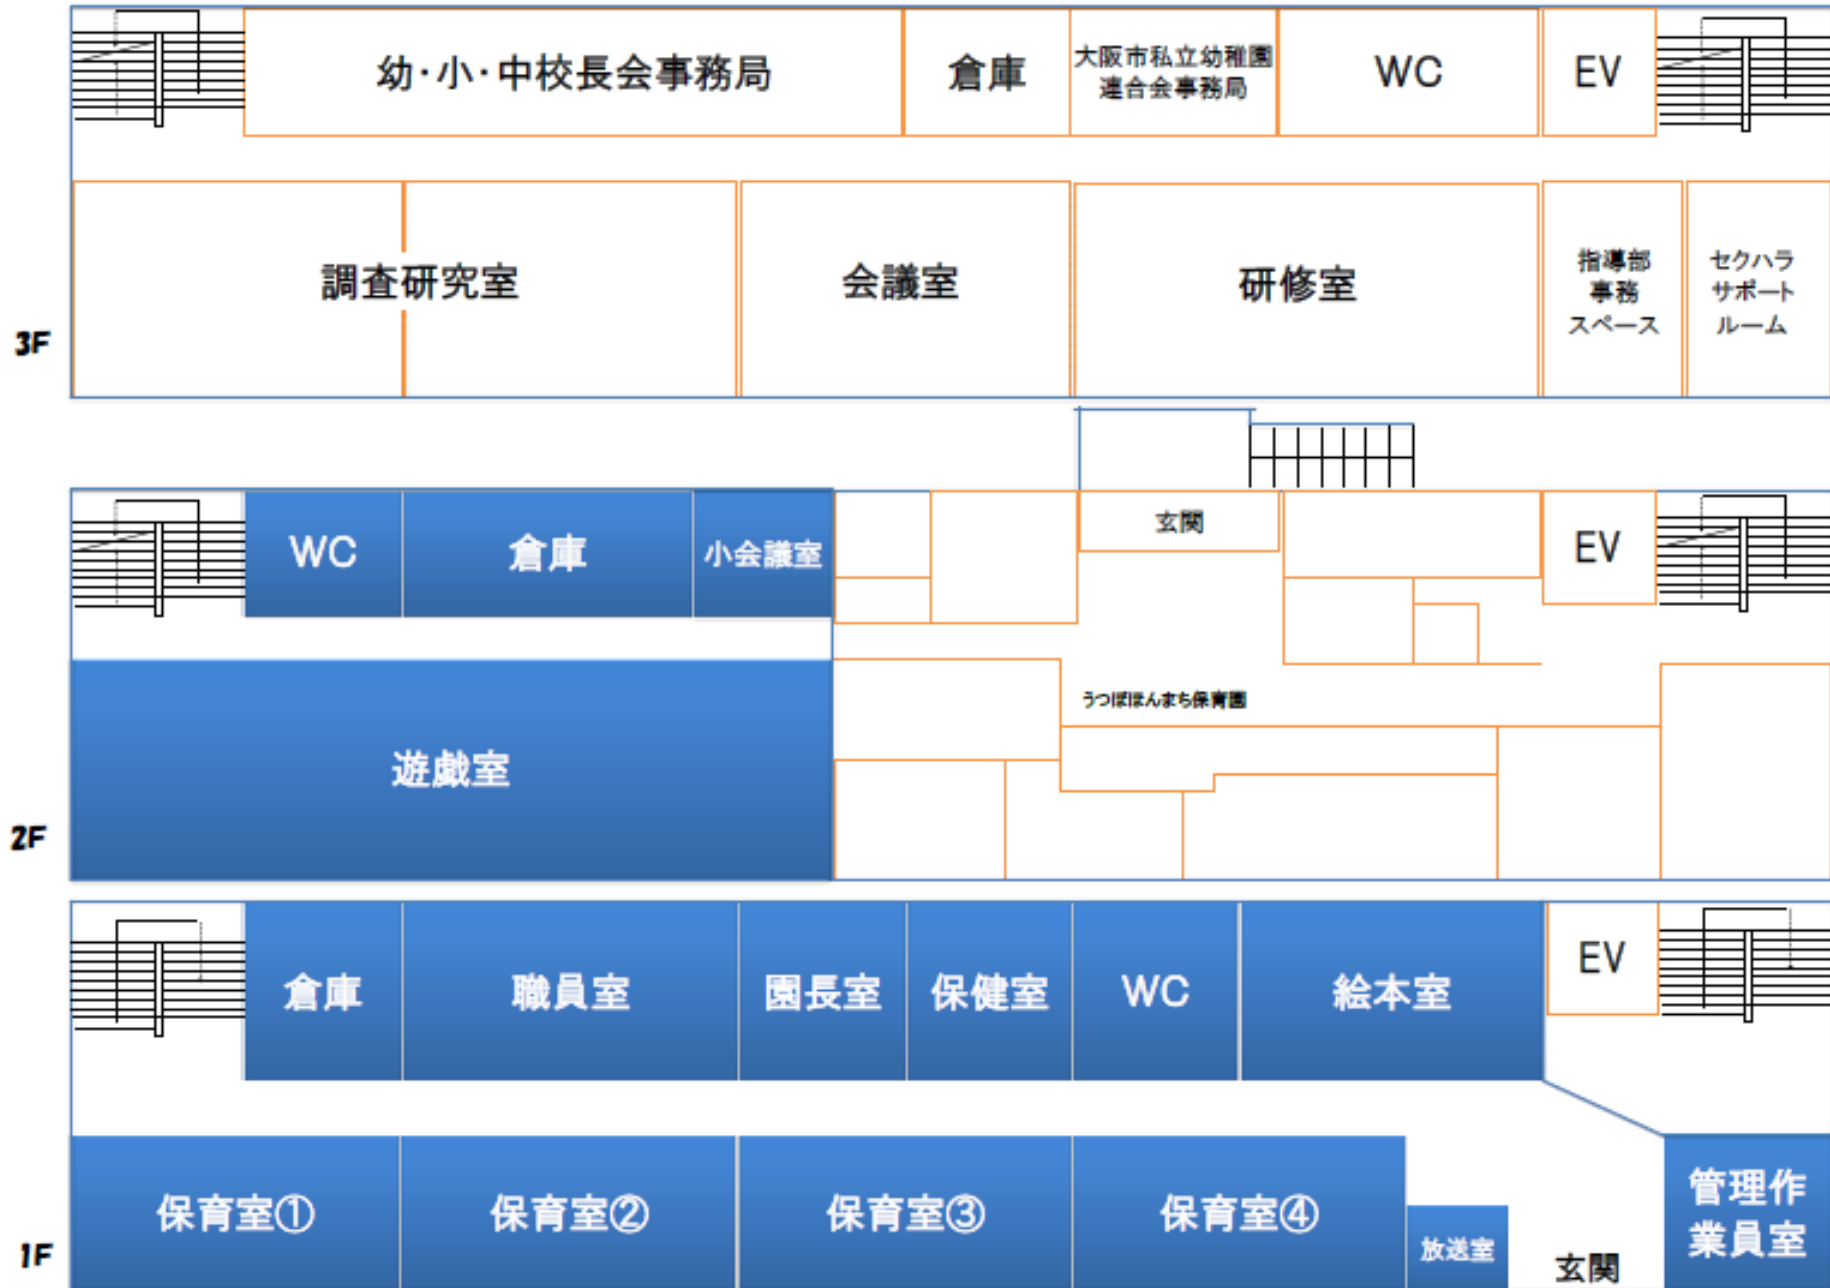 幼・小・中校長会事務局
倉庫
大阪市私立幼稚園
連合会事務局
WC
EV
調査研究室
会議室
研修室
指導部
事務
スペース
セクハラ
サポート
ルーム
3F
WC
倉庫
小会議室
玄関
EV
うつぼほんまち保育園
遊戯室
2F
倉庫
職員室
園長室
保健室
WC
絵本室
EV
保育室①
保育室②
保育室③
保育室④
放送室
玄関
管理作
業員室
1F